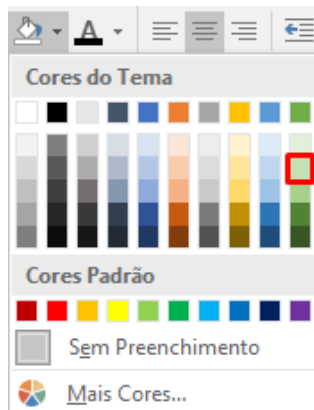 A
Cores do Tema
Cores Padrão
Sem Preenchimento
Mais Cores...